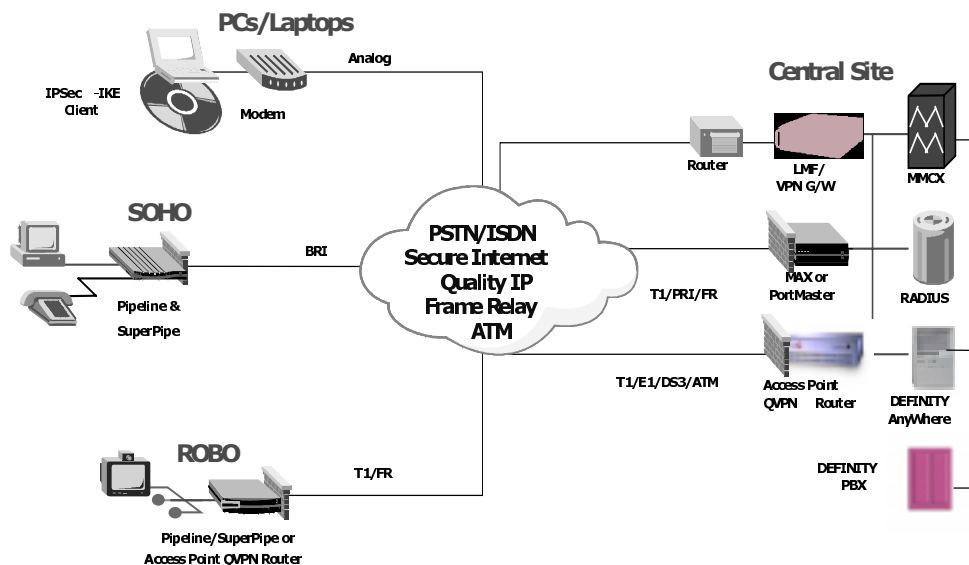 PCs/Laptops
Analog
IPSec -IKE
Client
Modem
Central Site
Router
LMF/
VPN G/W
MMCX
SOHO
BRI
Pipeline &
SuperPipe
PSTN/ISDN
Secure Internet
Quality IP
Frame Relay
ATM
T1/PRI/FR
MAX or
PortMaster
RADIUS
T1/E1/DS3/ATM
Access Point
QVPN Router
DEFINITY
AnyWhere
ROBO
T1/FR
Pipeline/SuperPipe or
Access Point QVPN Router
DEFINITY
PBX